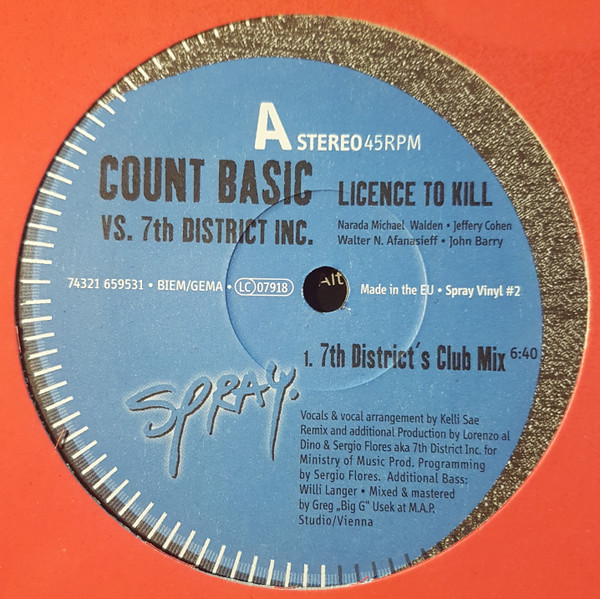 A STEREO 45RPM
COUNT BASIC
VS. 7th DISTRICT INC.
LICENCE TO KILL
Narada Michael Walden • Jeffery Cohen
Walter N. Afanasieff • John Barry
74321 659531 • BIEM/GEMA • LC 07918
Alt
Made in the EU • Spray Vinyl #2
1. 7th District´s Club Mix 6:40
SPRAY.
Vocals & vocal arrangement by Kelli Sae
Remix and additional Production by Lorenzo al
Dino & Sergio Flores aka 7th District Inc. for
Ministry of Music Prod. Programming
by Sergio Flores. Additional Bass:
Willi Langer • Mixed & mastered
by Greg „Big G" Usek at M.A.P.
Studio/Vienna